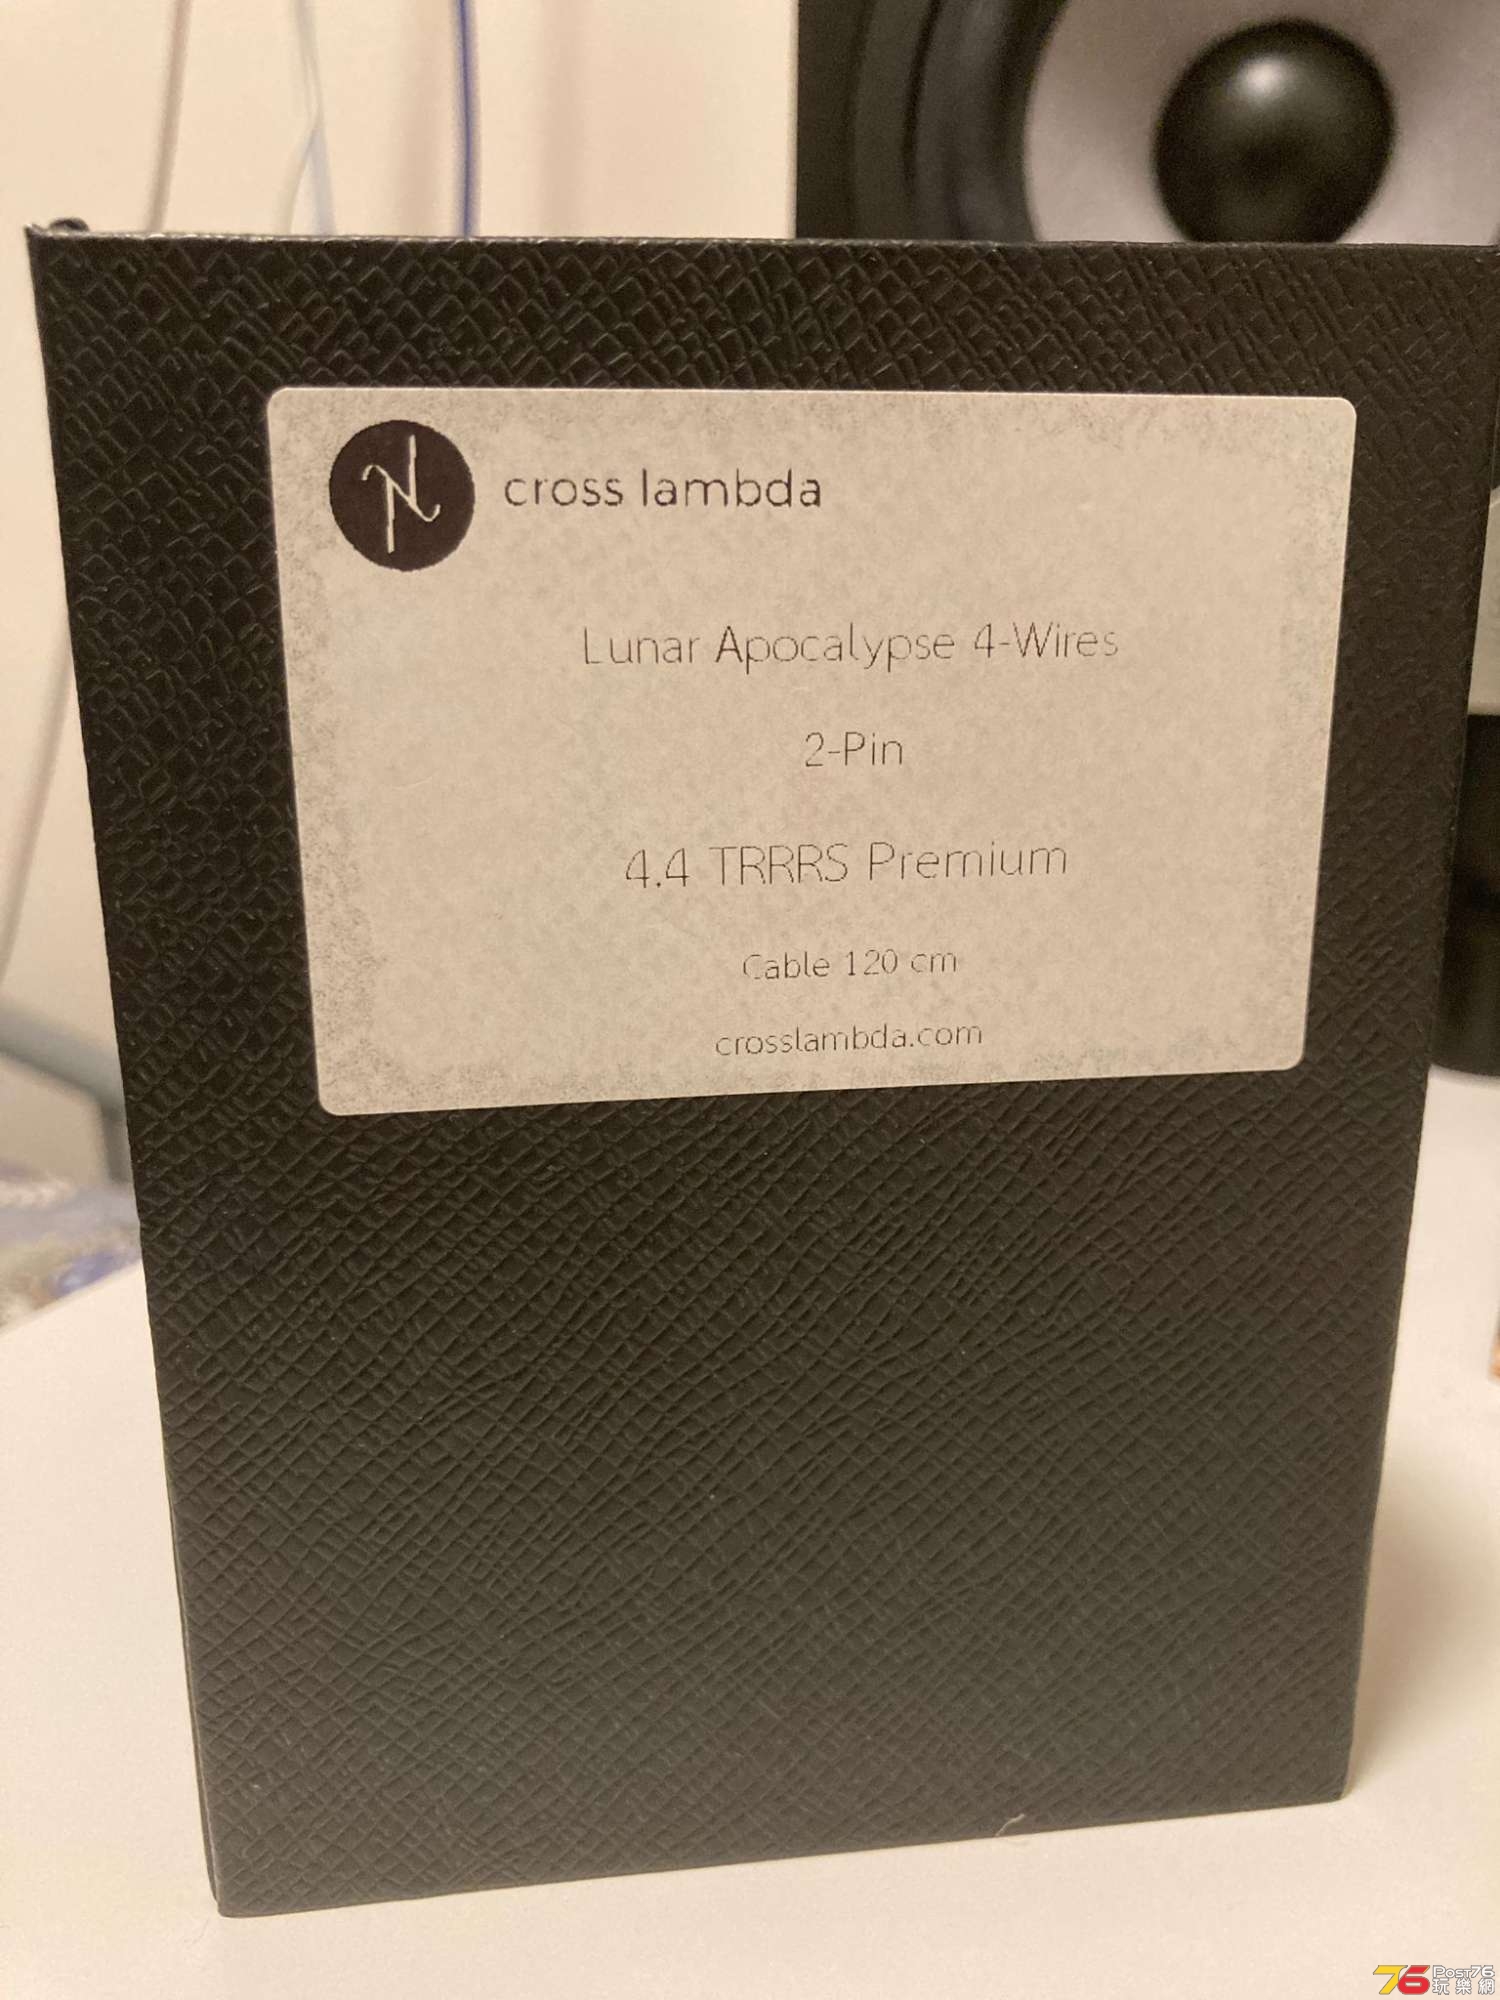 cross lambda
Lunar Apocalypse 4-Wires
2-Pin
4.4 TRRRS Premium
Cable 120 cm
crosslambda.com
76 Post76
玩樂網